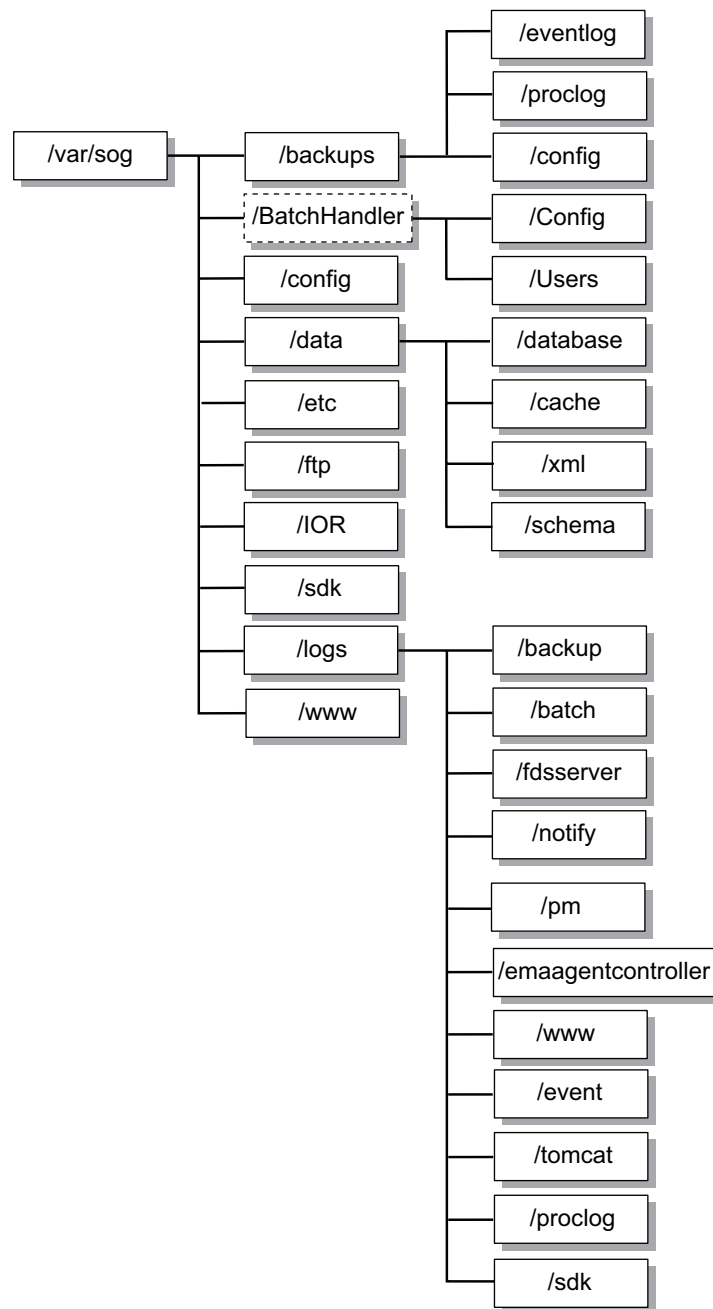 /eventlog
/proclog
/var/sog
/backups
/config
/BatchHandler
/Config
/config
/Users
/data
/database
/etc
/cache
/ftp
/xml
/IOR
/schema
/sdk
/logs
/backup
/www
/batch
/fdsserver
/notify
/pm
/emaagentcontroller
/www
/event
/tomcat
/proclog
/sdk